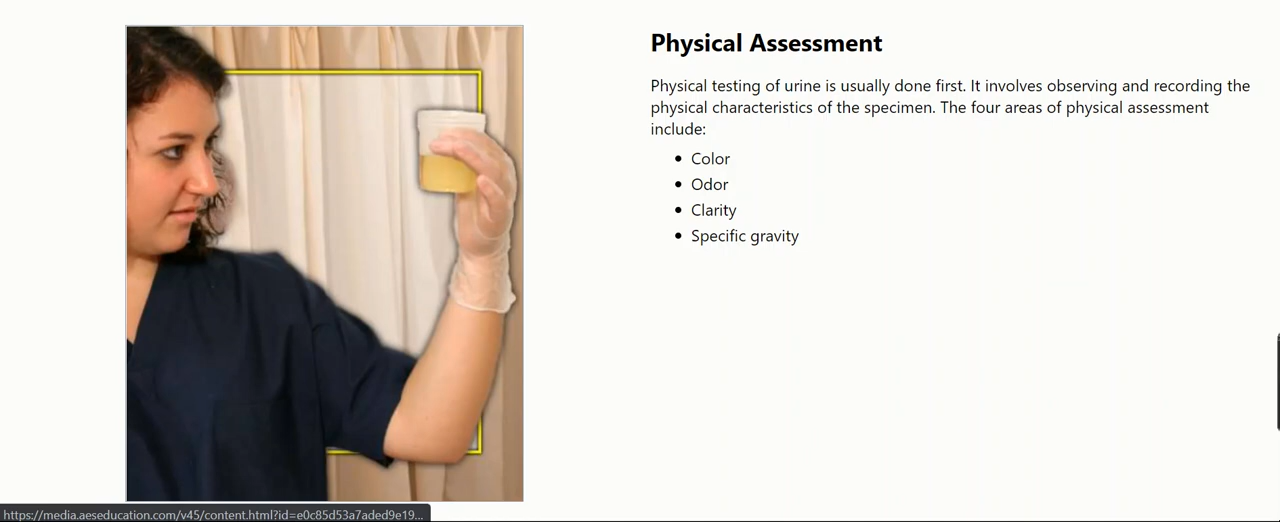 Physical Assessment
Physical testing of urine is usually done first. It involves observing and recording the
physical characteristics of the specimen. The four areas of physical assessment
include:
• Color
• Odor
• Clarity
• Specific gravity
https://media.aeseducation.com/v45/content.html?id=e0c85d53a7aded9e19...